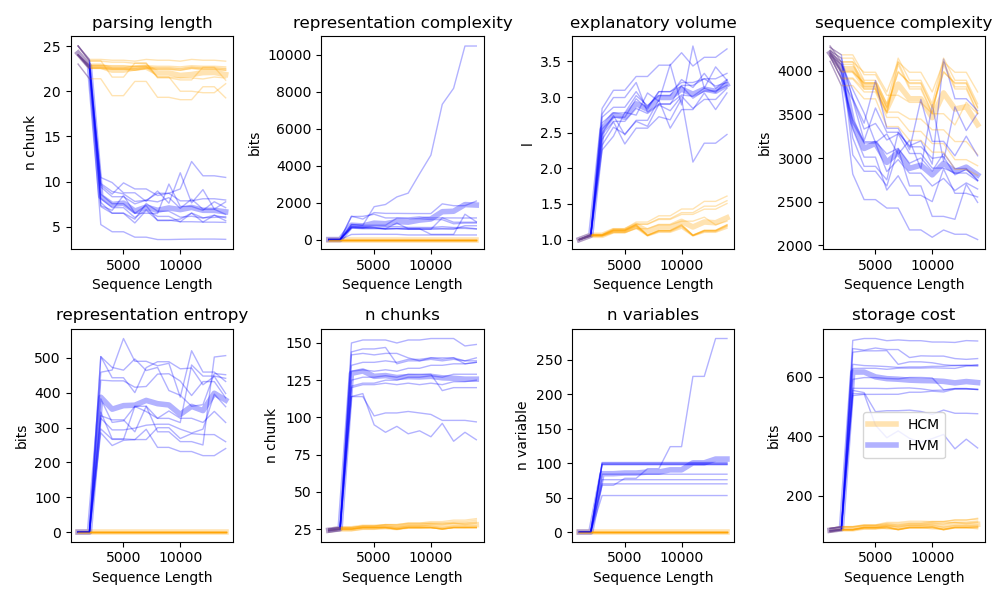 parsing length
25
20
15
10
5
n chunk
5000 10000
Sequence Length
representation complexity
10000
8000
6000
4000
2000
0
bits
5000 10000
Sequence Length
explanatory volume
3.5
3.0
2.5
2.0
1.5
1.0
l
5000 10000
Sequence Length
sequence complexity
4000
3500
3000
2500
2000
bits
5000 10000
Sequence Length
representation entropy
500
400
300
200
100
0
bits
5000 10000
Sequence Length
n chunks
150
125
100
75
50
25
n chunk
5000 10000
Sequence Length
n variables
250
200
150
100
50
0
n variable
5000 10000
Sequence Length
storage cost
600
400
200
bits
HCM
HVM
5000 10000
Sequence Length